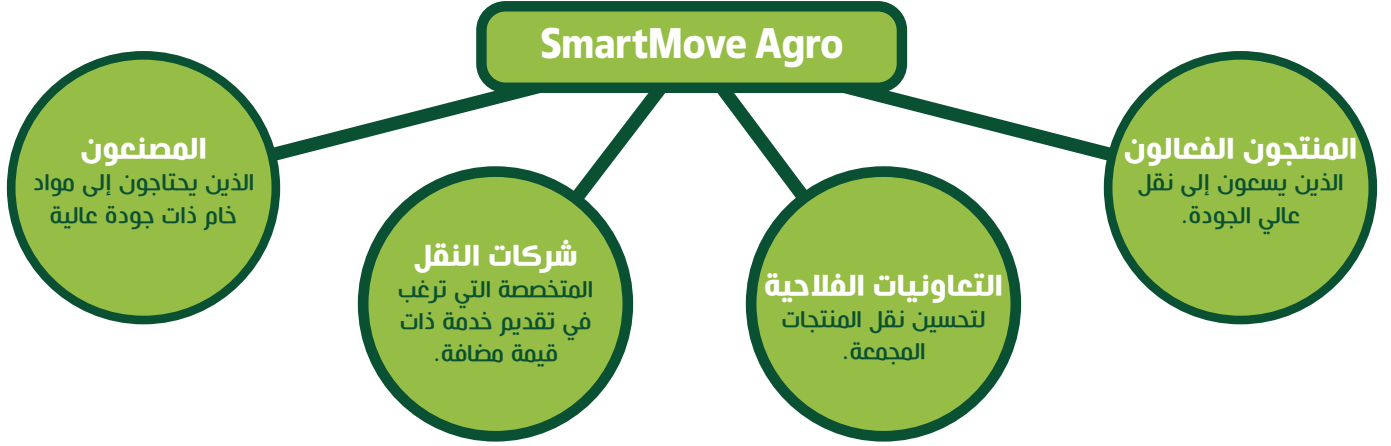 SmartMove Agro
المنتجون الفعالون
الذين يسعون إلى نقل
عالي الجودة.
التعاونيات الفلاحية
لتحسين نقل المنتجات
المجمعة.
شركات النقل
المتخصصة التي ترغب
في تقديم خدمة ذات
قيمة مضافة.
المصنعون
الذين يحتاجون إلى مواد
خام ذات جودة عالية